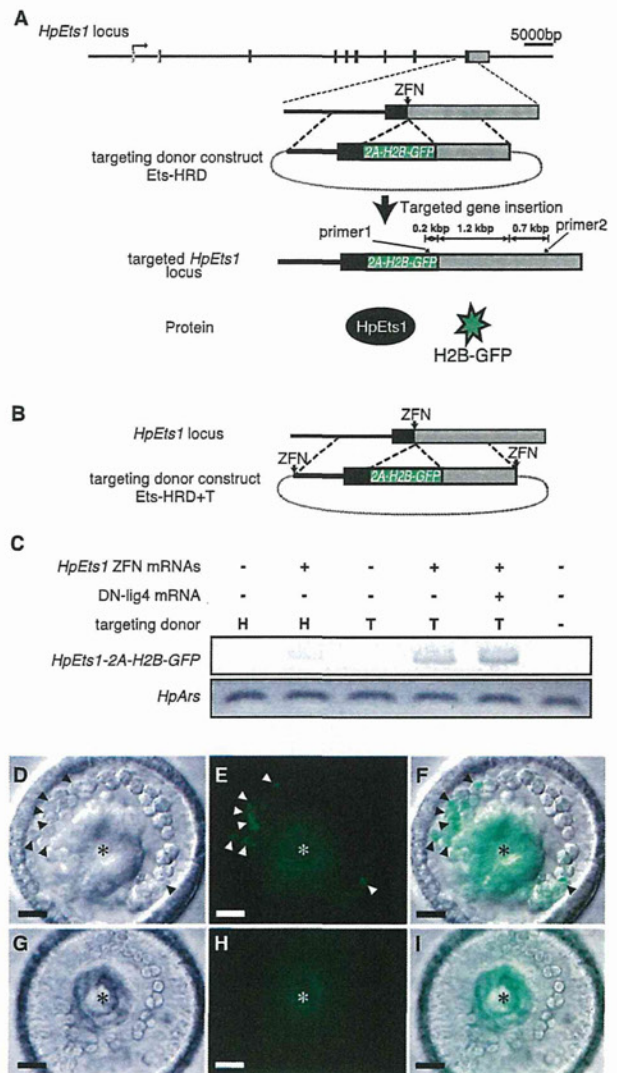 A
HpEts1 locus
5000bp
ZFN
targeting donor construct
Ets-HRD
2A-H2B-GFP
Targeted gene insertion
primer1
0.2 kbp
1.2 kbp
0.7 kbp
primer2
targeted HpEts1
locus
2A-H2B-GFP
Protein
HpEts1
H2B-GFP
B
ZFN
HpEts1 locus
ZFN
ZFN
targeting donor construct
Ets-HRD+T
2A-H2B-GFP
C
HpEts1 ZFN mRNAs - + - + + -
DN-lig4 mRNA - - - - + -
targeting donor H H T T T -
HpEts1-2A-H2B-GFP
HpArs
D
*
E
*
F
*
G
*
H
*
I
*